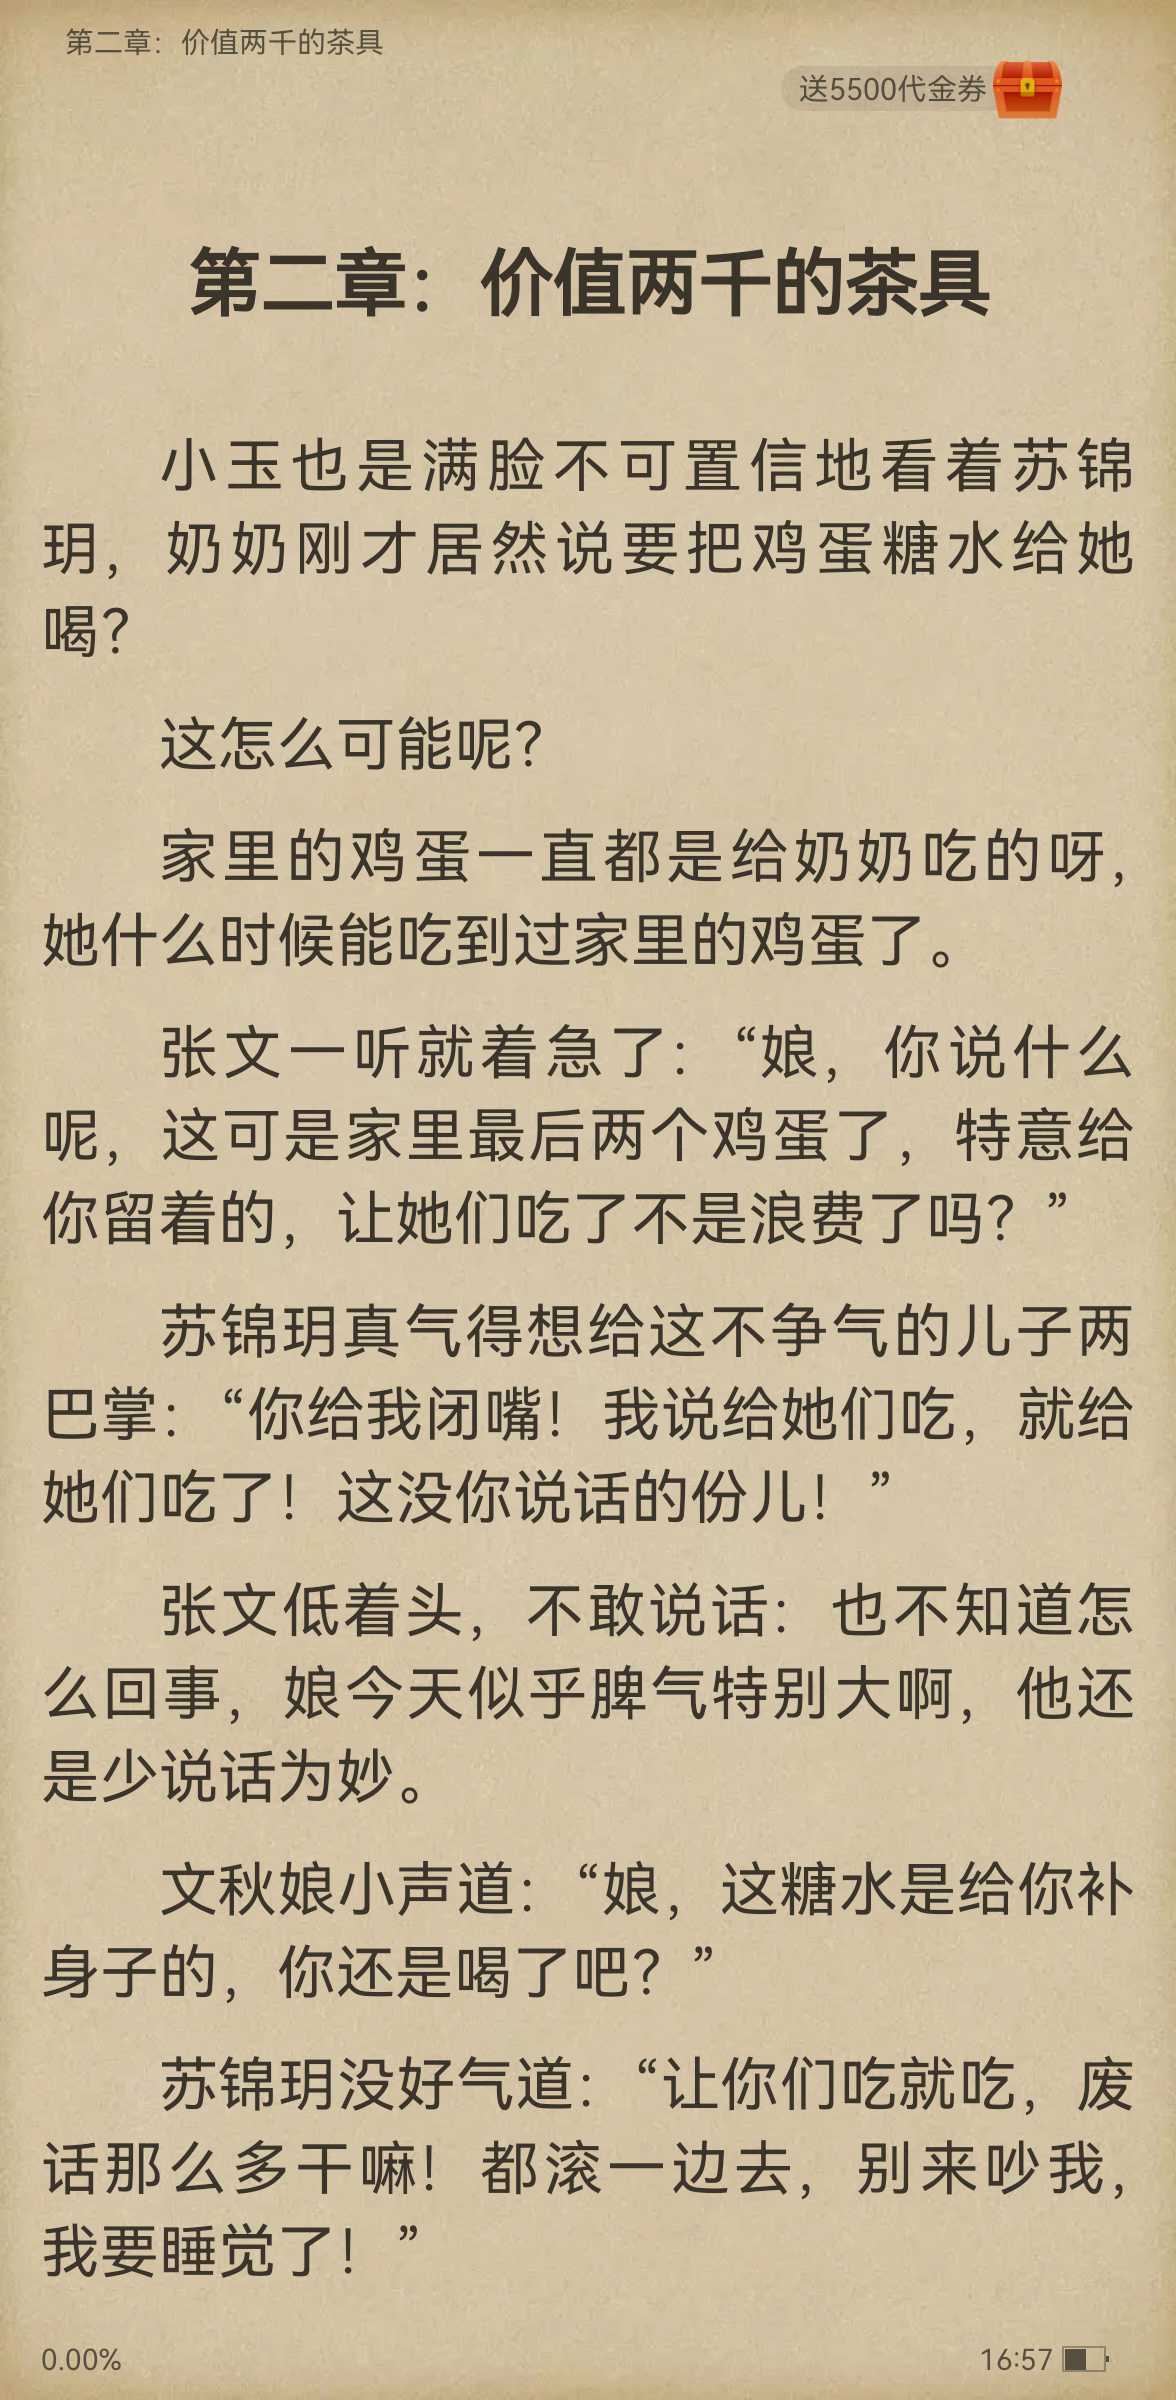 第二章：价值两千的茶具
送5500代金券
第二章：价值两千的茶具
小玉也是满脸不可置信地看着苏锦
玥，奶奶刚才居然说要把鸡蛋糖水给她
喝？
这怎么可能呢？
家里的鸡蛋一直都是给奶奶吃的呀，
她什么时候能吃到过家里的鸡蛋了。
张文一听就着急了：“娘，你说什么
呢，这可是家里最后两个鸡蛋了，特意给
你留着的，让她们吃了不是浪费了吗？”
苏锦玥真气得想给这不争气的儿子两
巴掌：“你给我闭嘴！我说给她们吃，就给
她们吃了！这没你说话的份儿！”
张文低着头，不敢说话：也不知道怎
么回事，娘今天似乎脾气特别大啊，他还
是少说话为妙。
文秋娘小声道：“娘，这糖水是给你补
身子的，你还是喝了吧？”
苏锦玥没好气道：“让你们吃就吃，废
话那么多干嘛！都滚一边去，别来吵我，
我要睡觉了！”
0.00%
16:57